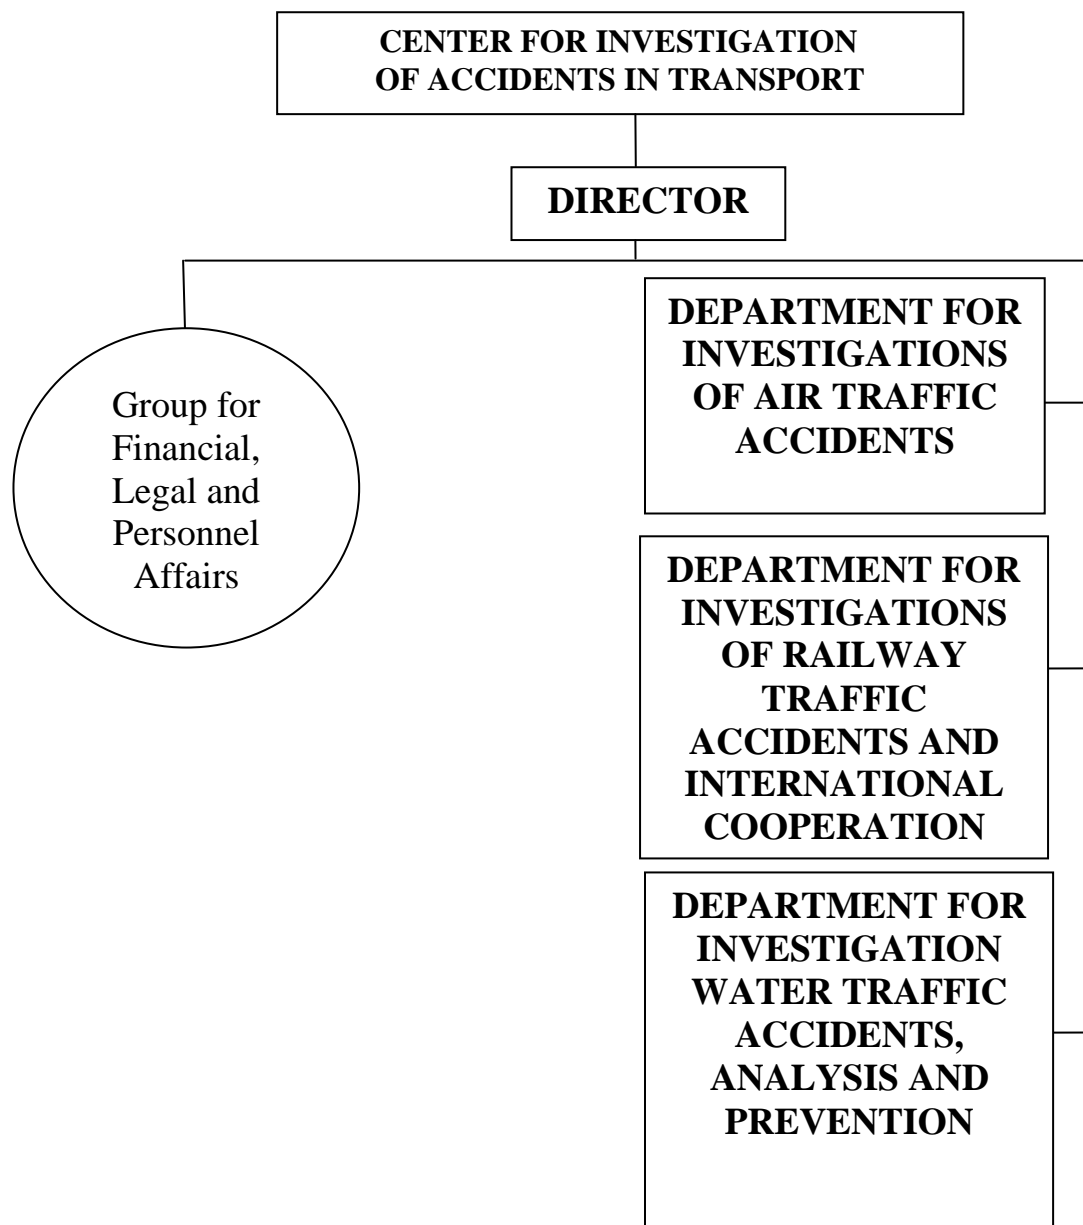 CENTER FOR INVESTIGATION
OF ACCIDENTS IN TRANSPORT
DIRECTOR
Group for
Financial,
Legal and
Personnel
Affairs
DEPARTMENT FOR
INVESTIGATIONS
OF AIR TRAFFIC
ACCIDENTS
DEPARTMENT FOR
INVESTIGATIONS
OF RAILWAY
TRAFFIC
ACCIDENTS AND
INTERNATIONAL
COOPERATION
DEPARTMENT FOR
INVESTIGATION
WATER TRAFFIC
ACCIDENTS,
ANALYSIS AND
PREVENTION